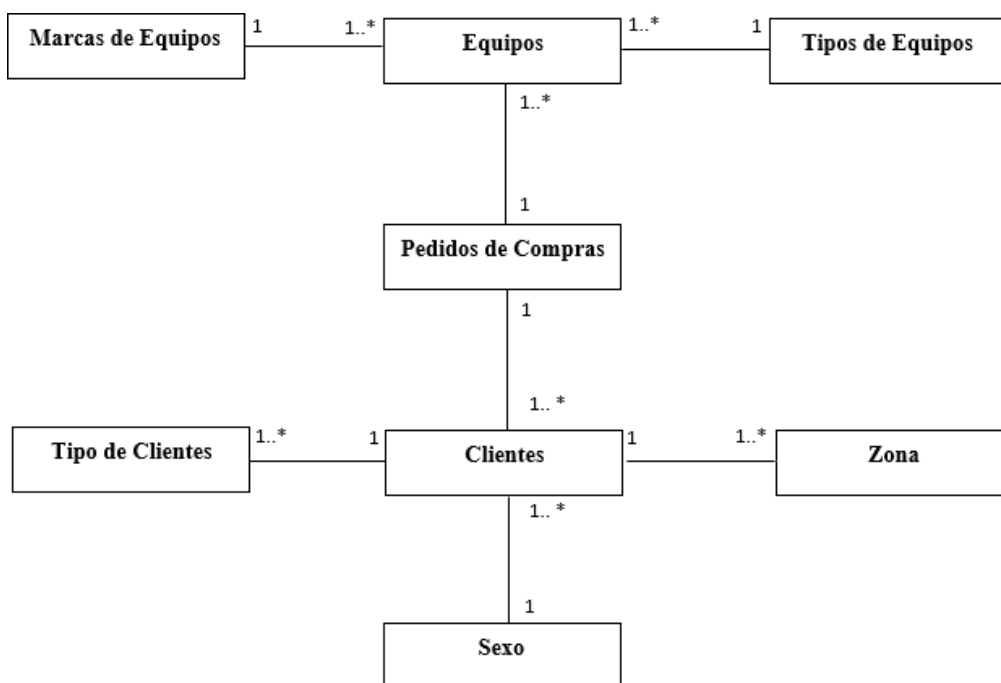 Marcas de Equipos
1
1..*
Equipos
1..*
1
Tipos de Equipos
1..*
1
Pedidos de Compras
1
1.. *
Tipo de Clientes
1..*
1
Clientes
1
1..*
Zona
1.. *
1
Sexo